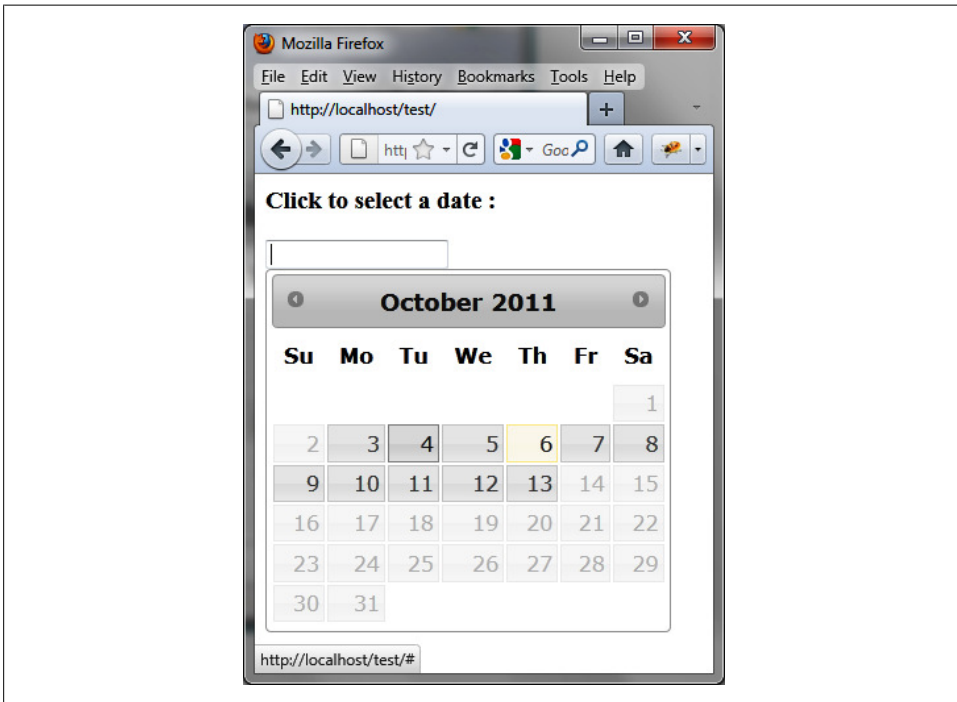 Mozilla Firefox
File Edit View History Bookmarks Tools Help
http://localhost/test/
Click to select a date :
October 2011
Su Mo Tu We Th Fr Sa
1
2 3 4 5 6 7 8
9 10 11 12 13 14 15
16 17 18 19 20 21 22
23 24 25 26 27 28 29
30 31
http://localhost/test/#